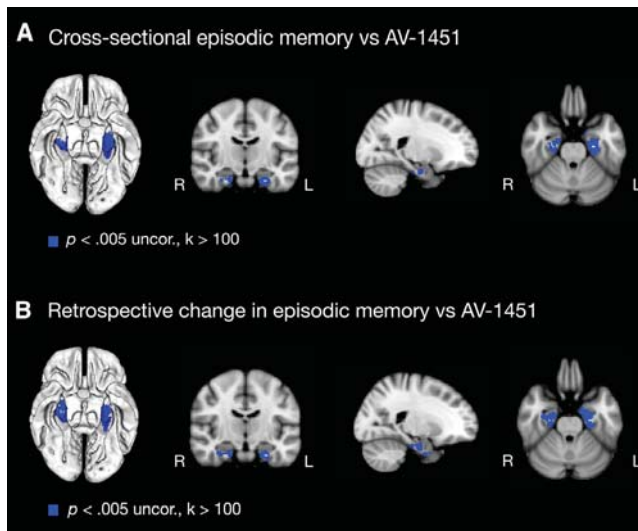 A Cross-sectional episodic memory vs AV-1451
R L R L
p < .005 uncor., k > 100
B Retrospective change in episodic memory vs AV-1451
R L R L
p < .005 uncor., k > 100